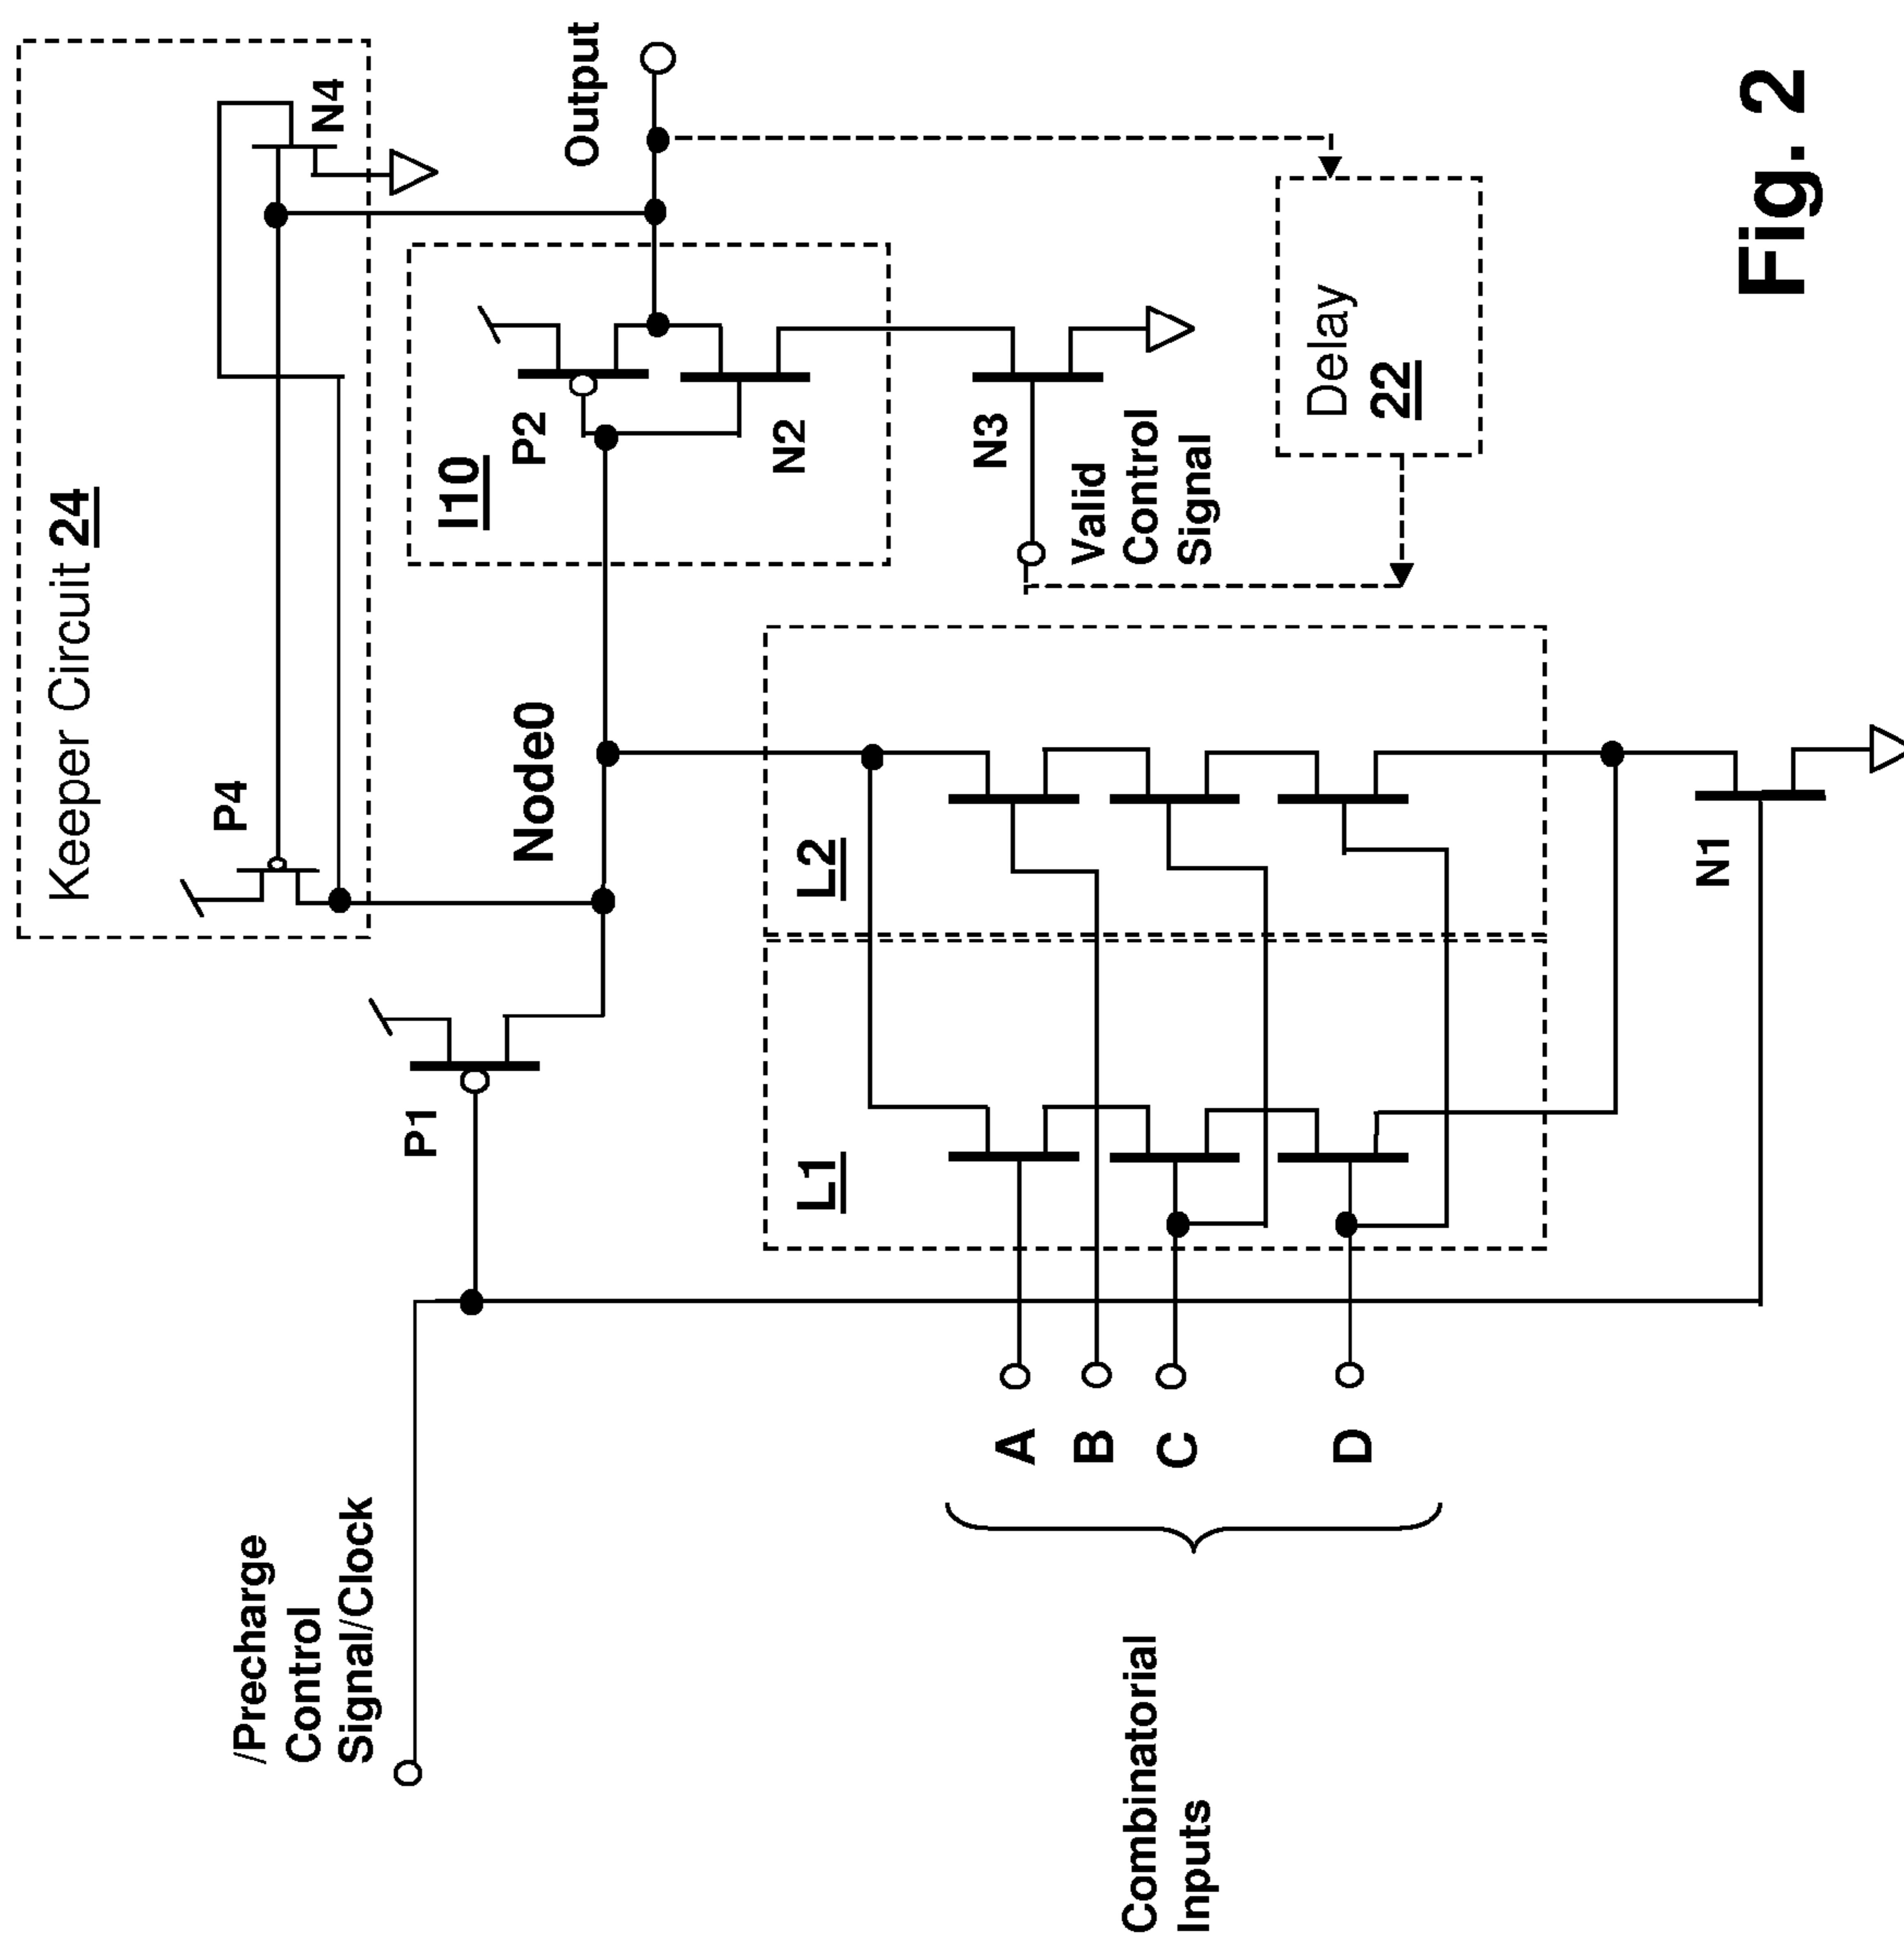 Keeper Circuit 24
P4
N4
/Precharge
Control
Signal/Clock
P1
Node0
I10
P2
N2
Output
N3
Valid
Control
Signal
Delay
22
L1
L2
Combinatorial
Inputs
A
B
C
D
N1
Fig. 2